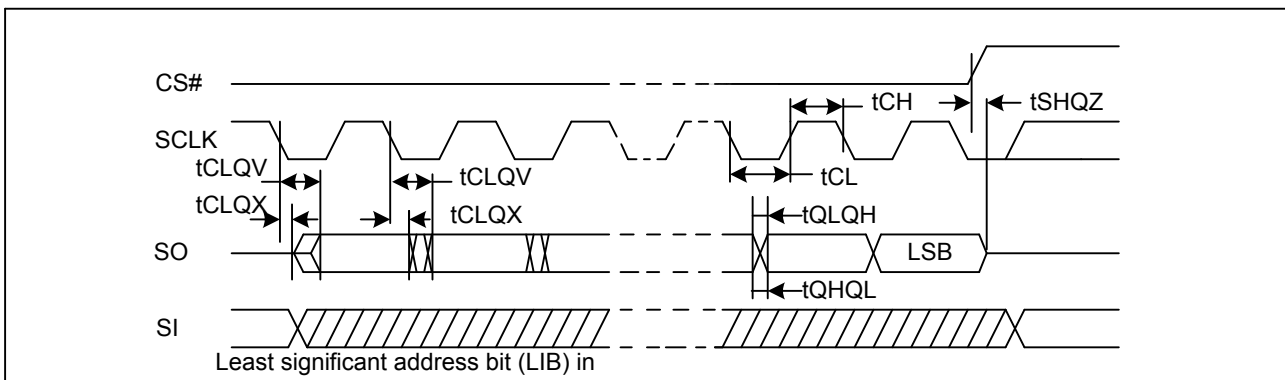 CS#
tCH
tSHQZ
SCLK
tCLQV
tCLQV
tCL
tCLQX
tCLQX
tQLQH
SO
LSB
tQHQL
SI
Least significant address bit (LIB) in